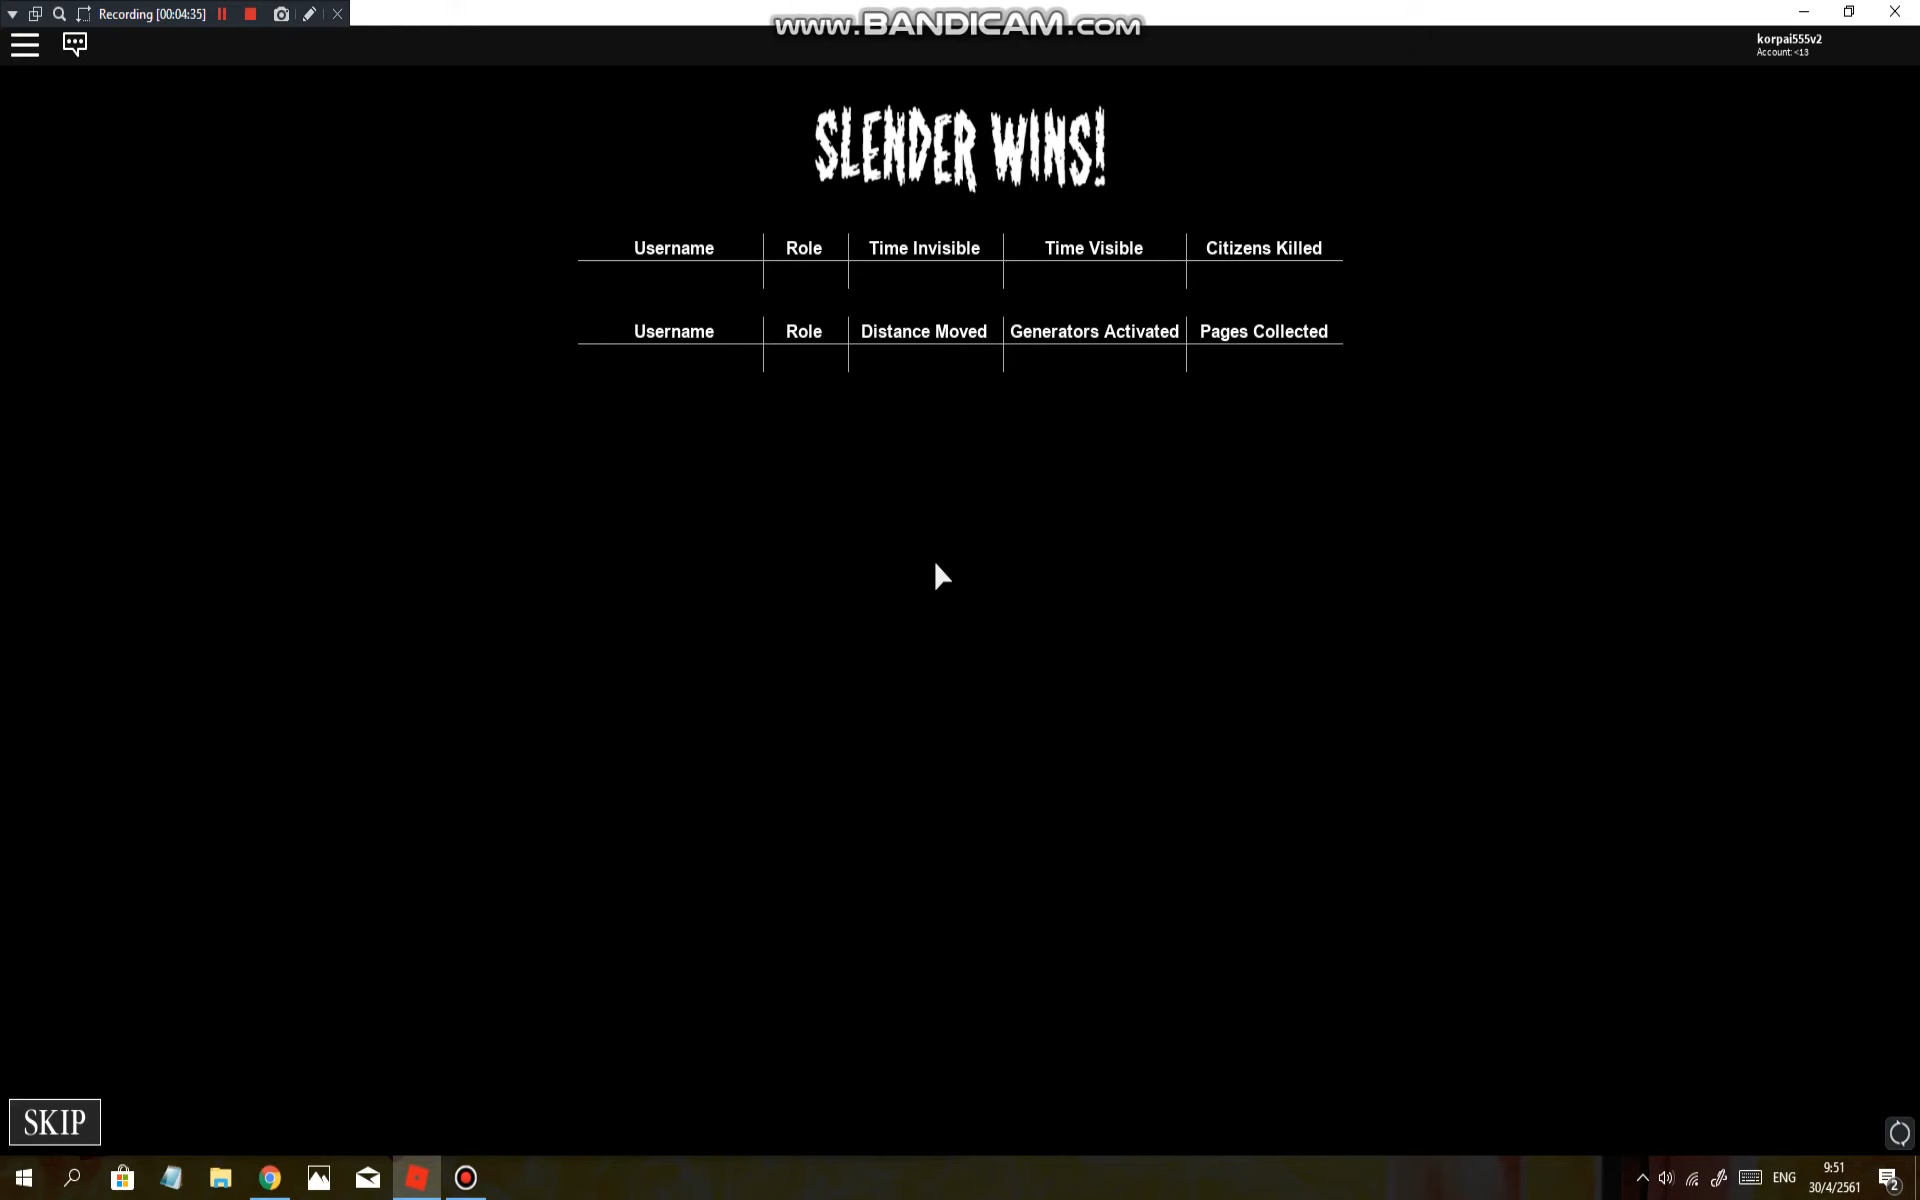 Recording [00:04:35]
www.BANDICAM.com
korpai555v2
Account: <13
SLENDER WINS!
Username Role Time Invisible Time Visible Citizens Killed
Username Role Distance Moved Generators Activated Pages Collected
SKIP
ENG
9:51
30/4/2561
2